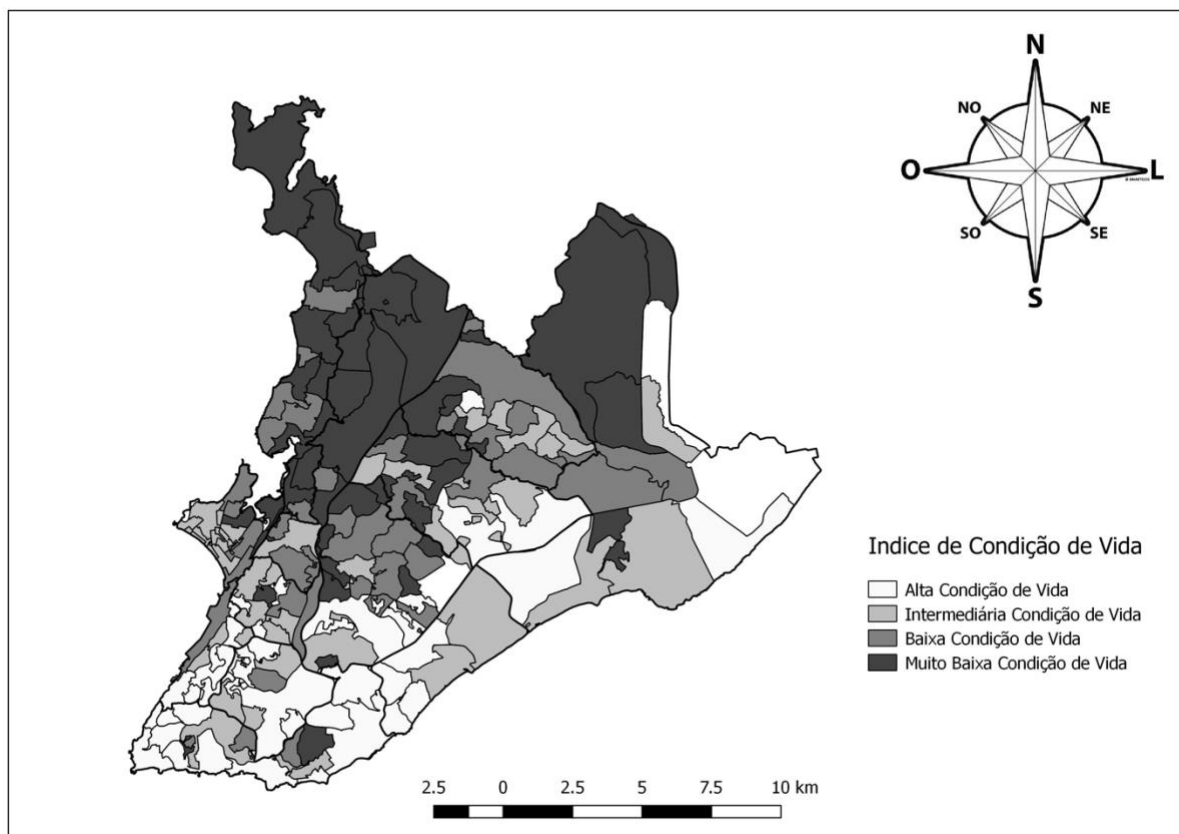 N
NO
NE
O
L
SO
SE
S
Indice de Condição de Vida
Alta Condição de Vida
Intermediária Condição de Vida
Baixa Condição de Vida
Muito Baixa Condição de Vida
2.5 0 2.5 5 7.5 10 km